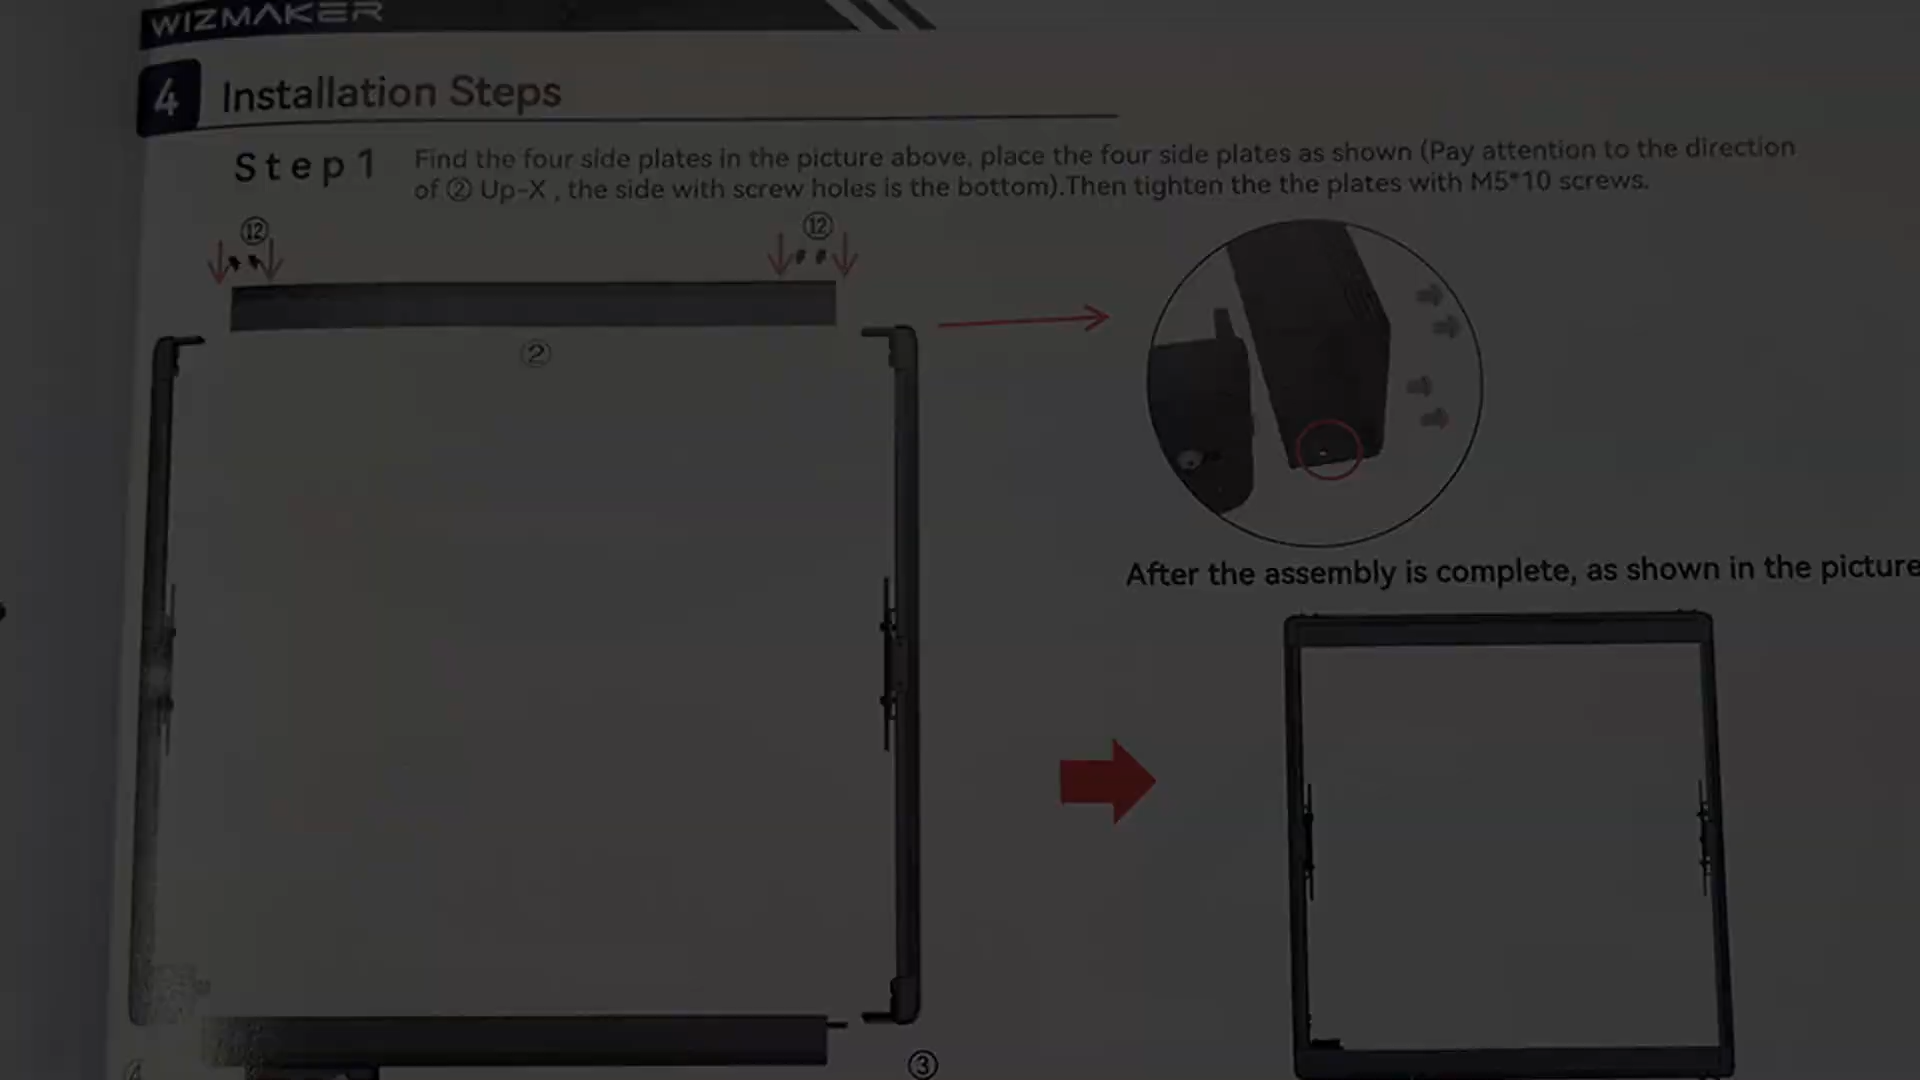 WIZMAKER
4 Installation Steps
Step1
Find the four side plates in the picture above, place the four side plates as shown (Pay attention to the direction
of ② Up-X , the side with screw holes is the bottom).Then tighten the the plates with M5*10 screws.
⑫ ⑫
②
After the assembly is complete, as shown in the picture
③